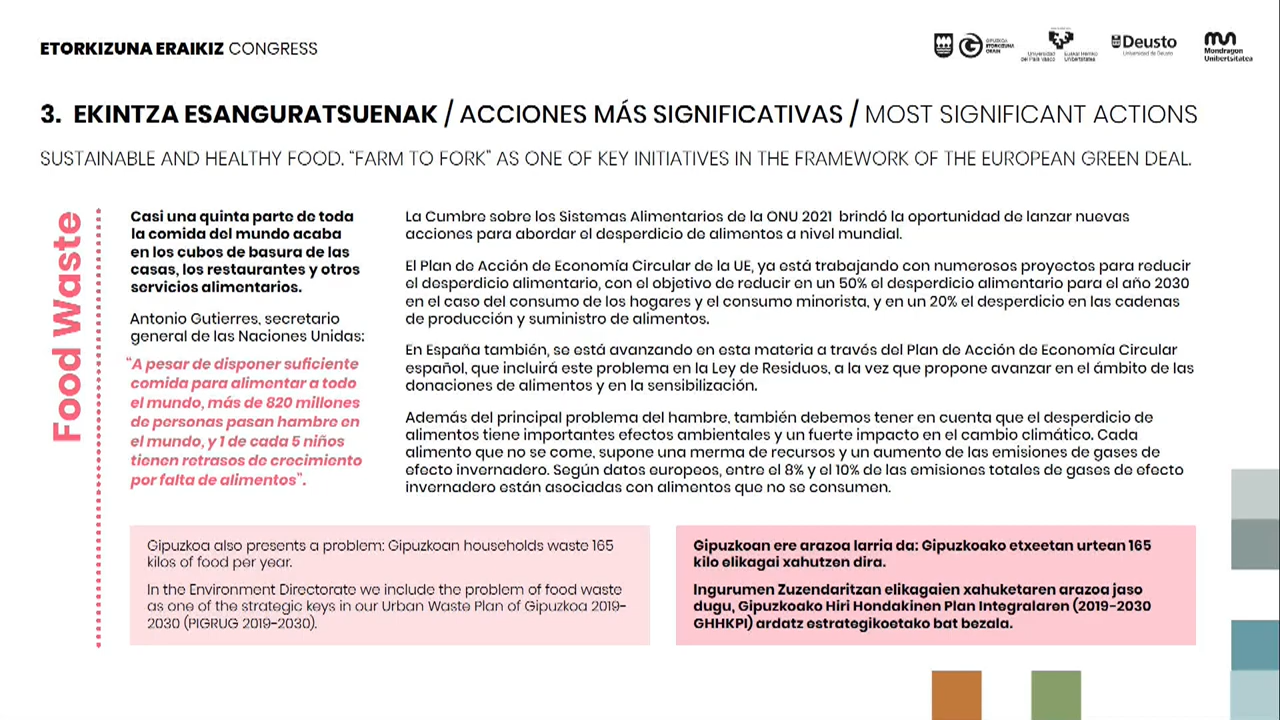 ETORKIZUNA ERAIKIZ CONGRESS
GIPUZKOA
ETORKIZUNA
ORAIN
Universidad del País Vasco
Euskal Herriko Unibertsitatea
Deusto
Universidad de Deusto
Mondragon
Unibertsitatea
3. EKINTZA ESANGURATSUENAK / ACCIONES MÁS SIGNIFICATIVAS / MOST SIGNIFICANT ACTIONS
SUSTAINABLE AND HEALTHY FOOD. "FARM TO FORK" AS ONE OF KEY INITIATIVES IN THE FRAMEWORK OF THE EUROPEAN GREEN DEAL.
Food Waste
Casi una quinta parte de toda
la comida del mundo acaba
en los cubos de basura de las
casas, los restaurantes y otros
servicios alimentarios.
Antonio Gutierres, secretario
general de las Naciones Unidas:
"A pesar de disponer suficiente
comida para alimentar a todo
el mundo, más de 820 millones
de personas pasan hambre en
el mundo, y 1 de cada 5 niños
tienen retrasos de crecimiento
por falta de alimentos".
La Cumbre sobre los Sistemas Alimentarios de la ONU 2021 brindó la oportunidad de lanzar nuevas
acciones para abordar el desperdicio de alimentos a nivel mundial.
El Plan de Acción de Economía Circular de la UE, ya está trabajando con numerosos proyectos para reducir
el desperdicio alimentario, con el objetivo de reducir en un 50% el desperdicio alimentario para el año 2030
en el caso del consumo de los hogares y el consumo minorista, y en un 20% el desperdicio en las cadenas
de producción y suministro de alimentos.
En España también, se está avanzando en esta materia a través del Plan de Acción de Economía Circular
español, que incluirá este problema en la Ley de Residuos, a la vez que propone avanzar en el ámbito de las
donaciones de alimentos y en la sensibilización.
Además del principal problema del hambre, también debemos tener en cuenta que el desperdicio de
alimentos tiene importantes efectos ambientales y un fuerte impacto en el cambio climático. Cada
alimento que no se come, supone una merma de recursos y un aumento de las emisiones de gases de
efecto invernadero. Según datos europeos, entre el 8% y el 10% de las emisiones totales de gases de efecto
invernadero están asociadas con alimentos que no se consumen.
Gipuzkoa also presents a problem: Gipuzkoan households waste 165
kilos of food per year.
In the Environment Directorate we include the problem of food waste
as one of the strategic keys in our Urban Waste Plan of Gipuzkoa 2019-
2030 (PIGRUG 2019-2030).
Gipuzkoan ere arazoa larria da: Gipuzkoako etxeetan urtean 165
kilo elikagai xahutzen dira.
Ingurumen Zuzendaritzan elikagaien xahuketaren arazoa jaso
dugu, Gipuzkoako Hiri Hondakinen Plan Integralaren (2019-2030
GHHKPI) ardatz estrategikoetako bat bezala.